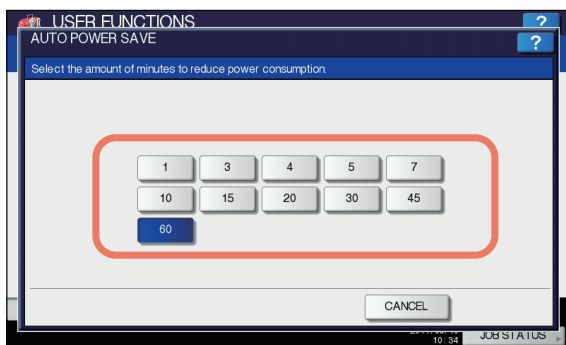 USER FUNCTIONS ?
AUTO POWER SAVE ?
Select the amount of minutes to reduce power consumption.
1 3 4 5 7
10 15 20 30 45
60
CANCEL
10 : 34 JOB STATUS